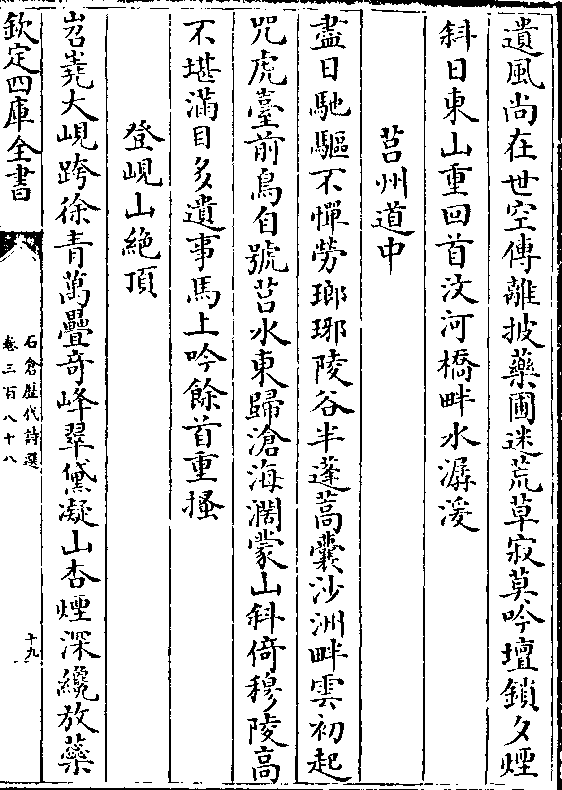 遺風尚在世空傳離披藥圃迷荒草寂莫吟壇鎖夕煙
斜日東山重回首汶河橋畔水潺湲
莒州道中
盡日馳驅不憚勞瑯琊陵谷半蓬蒿囊沙洲畔雲初起
咒虎臺前鳥自號莒水東歸滄海濶蒙山斜倚穆陵高
不堪滿目多遺事馬上吟餘首重搔
登峴山絶頂
岧嶤大峴跨徐青萬疊奇峰翠黛凝山杏煙深纔放藥
欽定四庫全書
石倉歷代詩選
卷三百八十八
十九